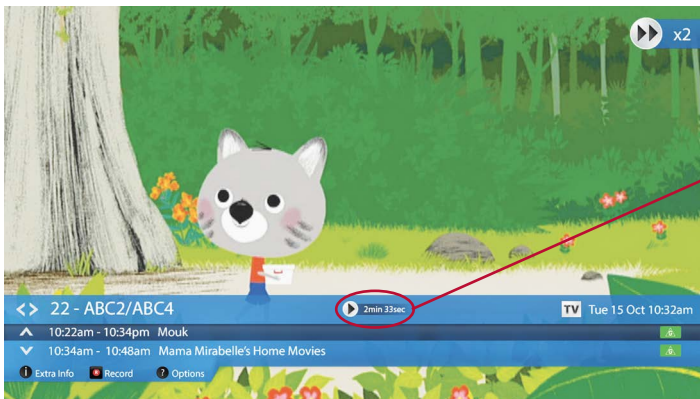 x2
<> 22 - ABC2/ABC4 2min 33sec TV Tue 15 Oct 10:32am
10:22am - 10:34pm Mouk G
10:34am - 10:48am Mama Mirabelle's Home Movies G
i Extra Info Record ? Options